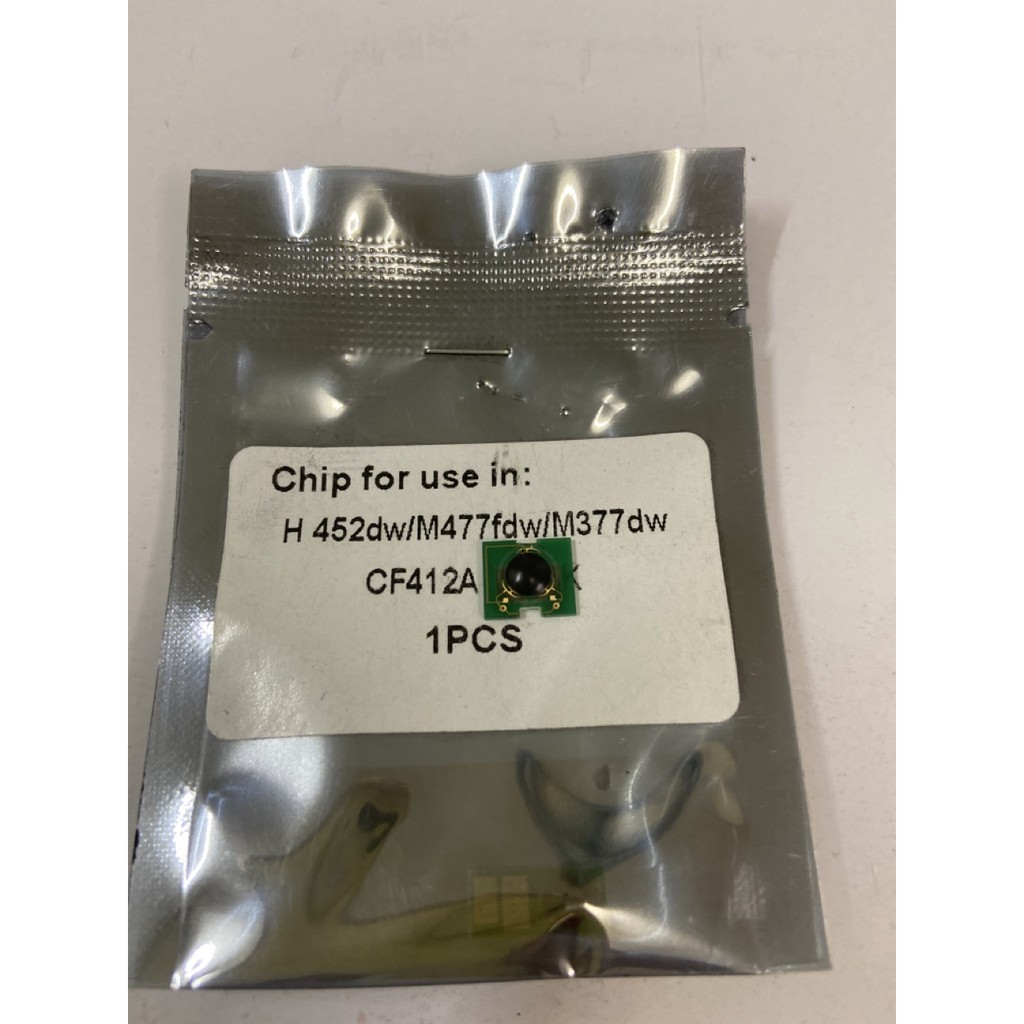 Chip for use in:
H 452dw/M477fdw/M377dw
CF412A
1PCS